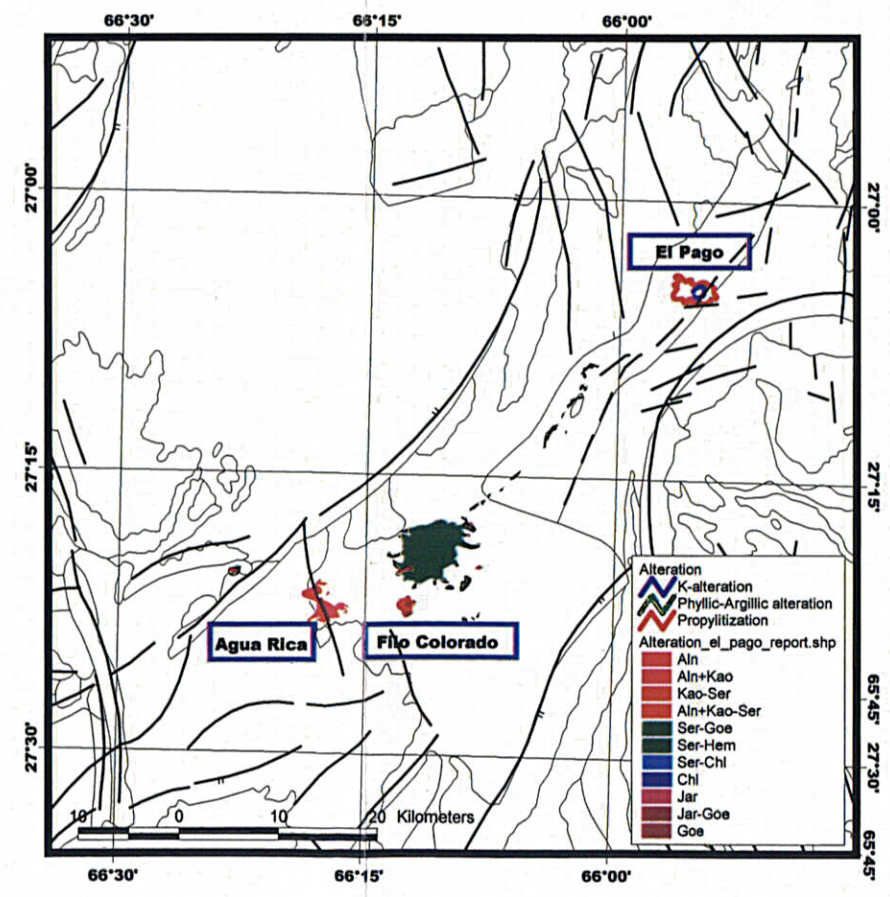 66°30' 66°15' 66°00'
27°00' 27°00'
El Pago
27°15' 27°15'
Alteration
K-alteration
Phyllic-Argillic alteration
Propylitization
Agua Rica Filo Colorado
Alteration_el_pago_report.shp
Aln
Aln+Kao
Kao-Ser
Aln+Kao-Ser
Ser-Goe
Ser-Hem
Ser-Chl
Chl
Jar
Jar-Goe
Goe
65°45'
27°30' 27°30'
10 0 10 20 Kilometers
65°45'
66°30' 66°15' 66°00'